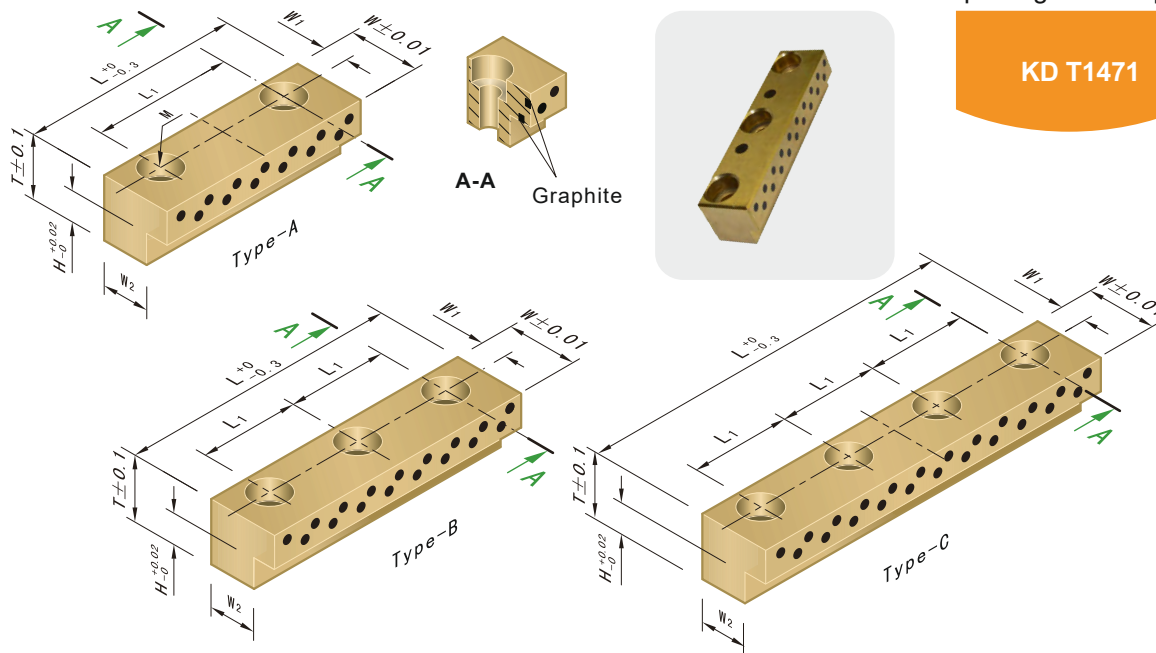 KD T1471
A
W₁
W±0.01
L +0 -0.3
L₁
M
T±0.1
H +0.02 -0
W₂
A
Type-A
A-A
Graphite
A
W₁
W±0.01
L +0 -0.3
L₁
L₁
T±0.1
H +0.02 -0
W₂
A
Type-B
A
W₁
W±0.01
L +0 -0.3
L₁
L₁
L₁
T±0.1
H +0.02 -0
W₂
A
Type-C